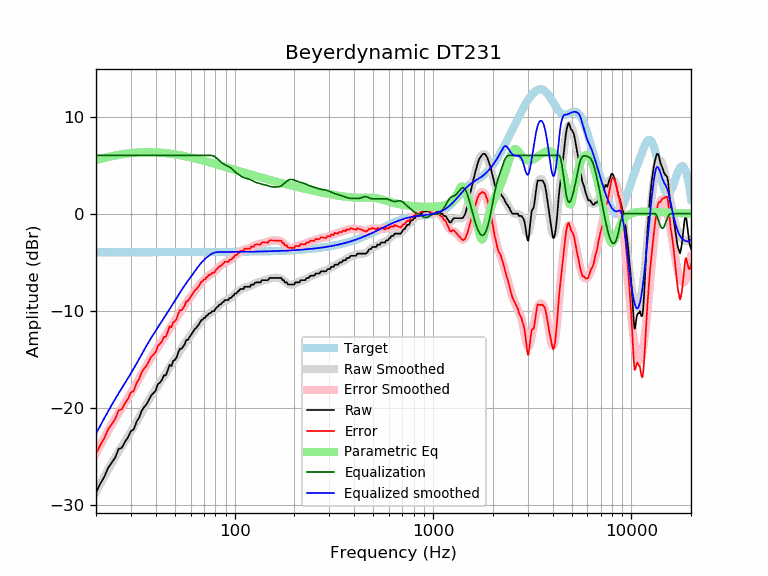 Beyerdynamic DT231
10
0
−10
−20
−30
Amplitude (dBr)
Target
Raw Smoothed
Error Smoothed
Raw
Error
Parametric Eq
Equalization
Equalized smoothed
100
1000
10000
Frequency (Hz)